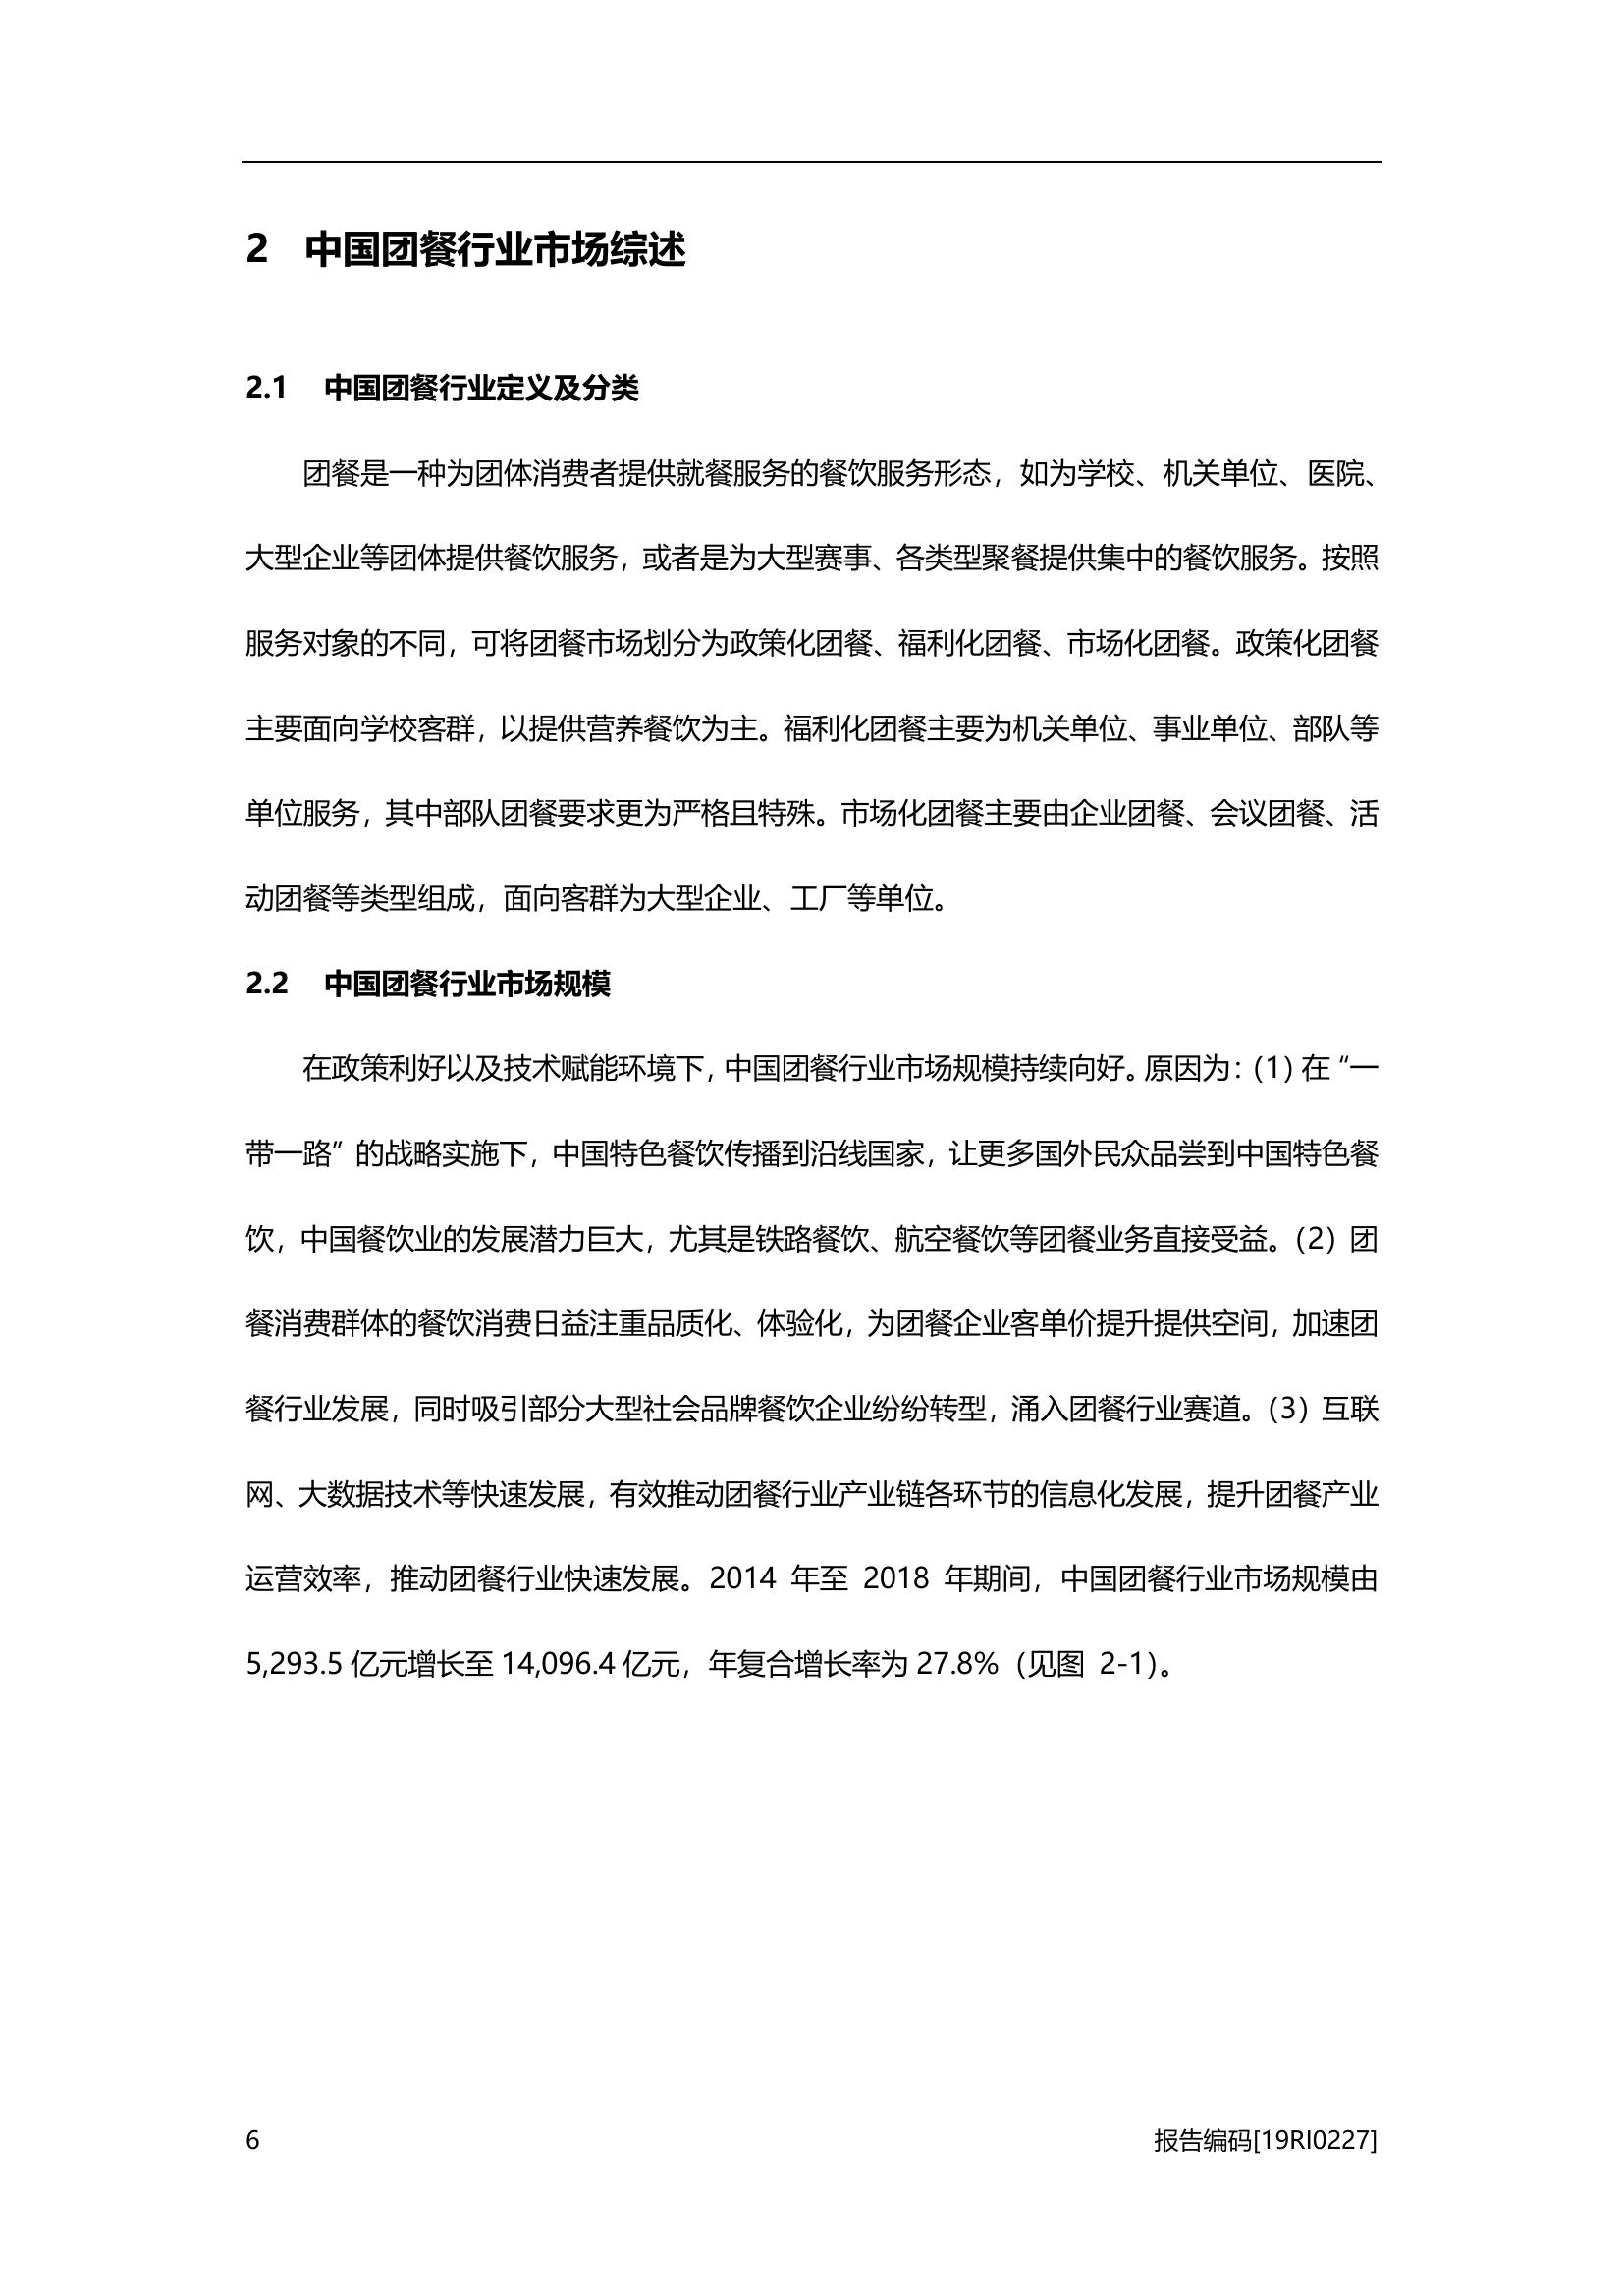 2 中国团餐行业市场综述
2.1 中国团餐行业定义及分类
团餐是一种为团体消费者提供就餐服务的餐饮服务形态，如为学校、机关单位、医院、
大型企业等团体提供餐饮服务，或者是为大型赛事、各类型聚餐提供集中的餐饮服务。按照
服务对象的不同，可将团餐市场划分为政策化团餐、福利化团餐、市场化团餐。政策化团餐
主要面向学校客群，以提供营养餐饮为主。福利化团餐主要为机关单位、事业单位、部队等
单位服务，其中部队团餐要求更为严格且特殊。市场化团餐主要由企业团餐、会议团餐、活
动团餐等类型组成，面向客群为大型企业、工厂等单位。
2.2 中国团餐行业市场规模
在政策利好以及技术赋能环境下，中国团餐行业市场规模持续向好。原因为：（1）在“一
带一路”的战略实施下，中国特色餐饮传播到沿线国家，让更多国外民众品尝到中国特色餐
饮，中国餐饮业的发展潜力巨大，尤其是铁路餐饮、航空餐饮等团餐业务直接受益。（2）团
餐消费群体的餐饮消费日益注重品质化、体验化，为团餐企业客单价提升提供空间，加速团
餐行业发展，同时吸引部分大型社会品牌餐饮企业纷纷转型，涌入团餐行业赛道。（3）互联
网、大数据技术等快速发展，有效推动团餐行业产业链各环节的信息化发展，提升团餐产业
运营效率，推动团餐行业快速发展。2014 年至 2018 年期间，中国团餐行业市场规模由
5,293.5 亿元增长至 14,096.4 亿元，年复合增长率为 27.8%（见图 2-1）。
6 报告编码[19RI0227]